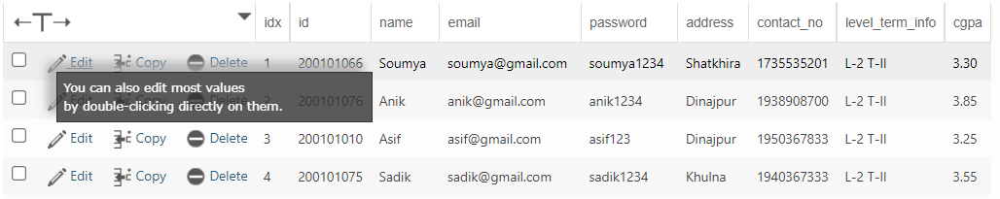 idx id name email password address contact_no level_term_info cgpa
Edit Copy Delete 1 200101066 Soumya soumya@gmail.com soumya1234 Shatkhira 1735535201 L-2 T-II 3.30
You can also edit most values
by double-clicking directly on them.
200101076 Anik anik@gmail.com anik1234 Dinajpur 1938908700 L-2 T-II 3.85
Edit Copy Delete 3 200101010 Asif asif@gmail.com asif123 Dinajpur 1950367833 L-2 T-II 3.25
Edit Copy Delete 4 200101075 Sadik sadik@gmail.com sadik1234 Khulna 1940367333 L-2 T-II 3.55